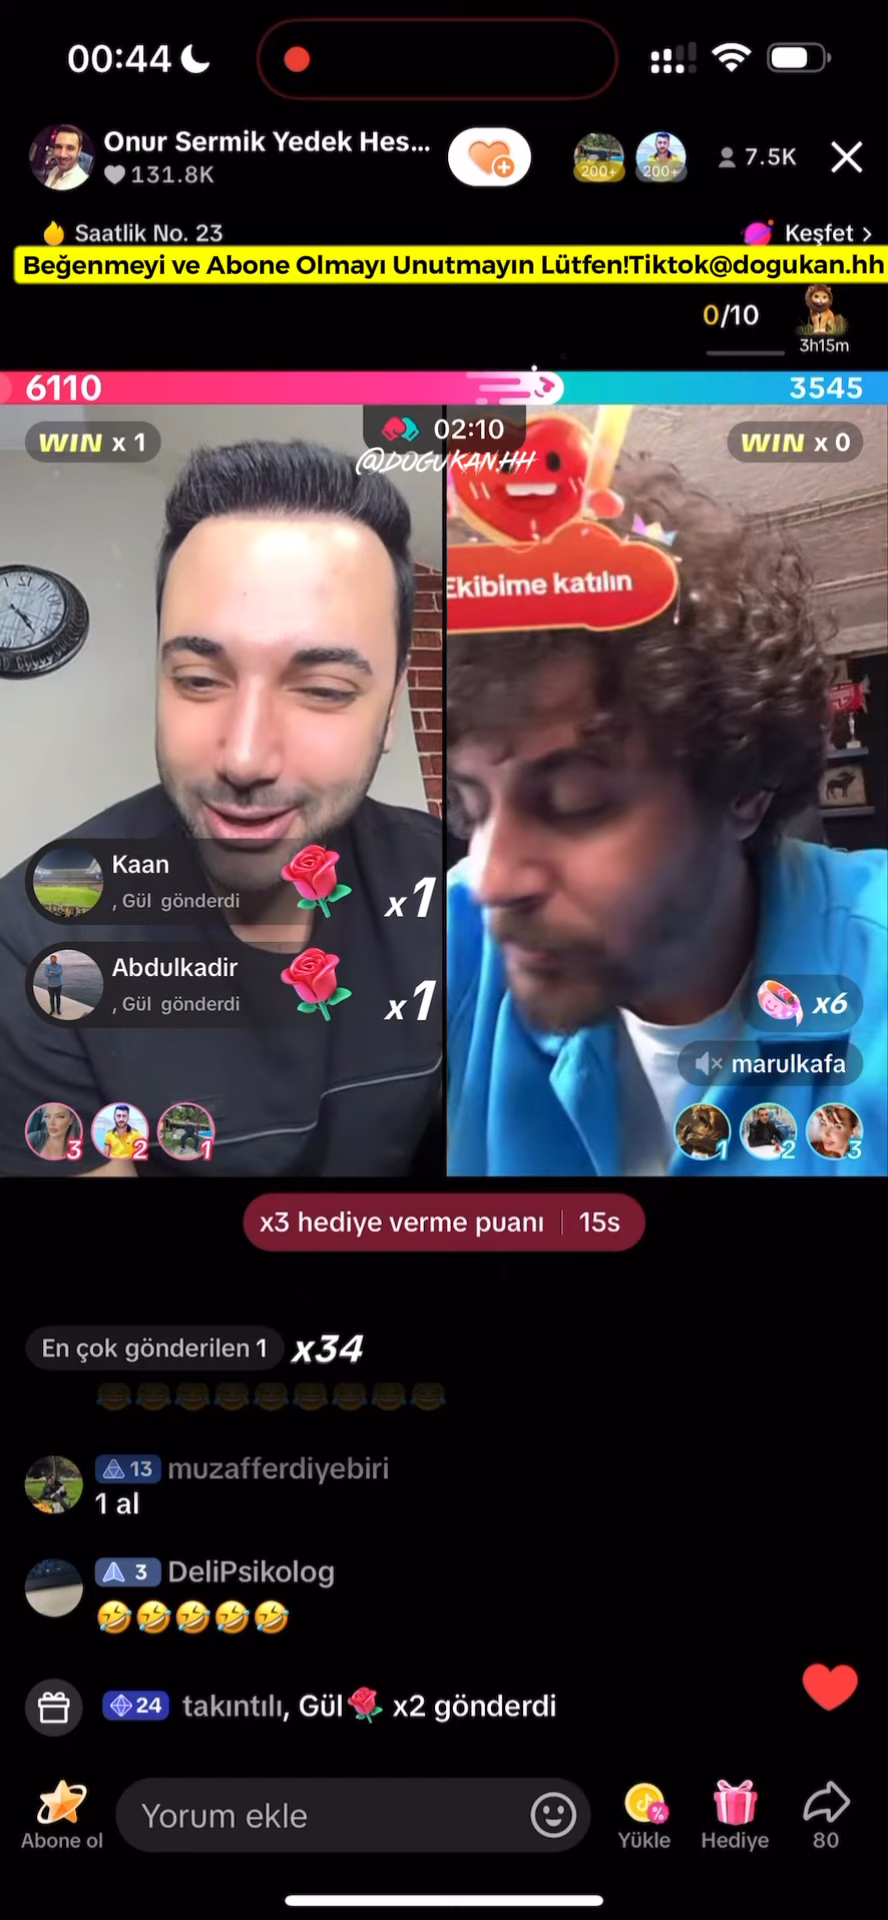 00:44
Onur Sermik Yedek Hes...
131.8K
200+
200+
7.5K
Saatlik No. 23
Keşfet >
Beğenmeyi ve Abone Olmayı Unutmayın Lütfen!Tiktok@dogukan.hh
0/10
3h15m
6110
3545
WIN x 1
02:10
WIN x 0
@DOGUKAN.HH
Ekibime katılın
Kaan
, Gül gönderdi
x1
Abdulkadir
, Gül gönderdi
x1
x6
marulkafa
3
2
1
1
2
3
x3 hediye verme puanı | 15s
En çok gönderilen 1
x34
😂😂😂😂😂😂😂😂😂
13 muzafferdiyebiri
1 al
3 DeliPsikolog
🤣🤣🤣🤣🤣
24 takıntılı, Gül🌹 x2 gönderdi
Abone ol
Yorum ekle
Yükle
Hediye
80